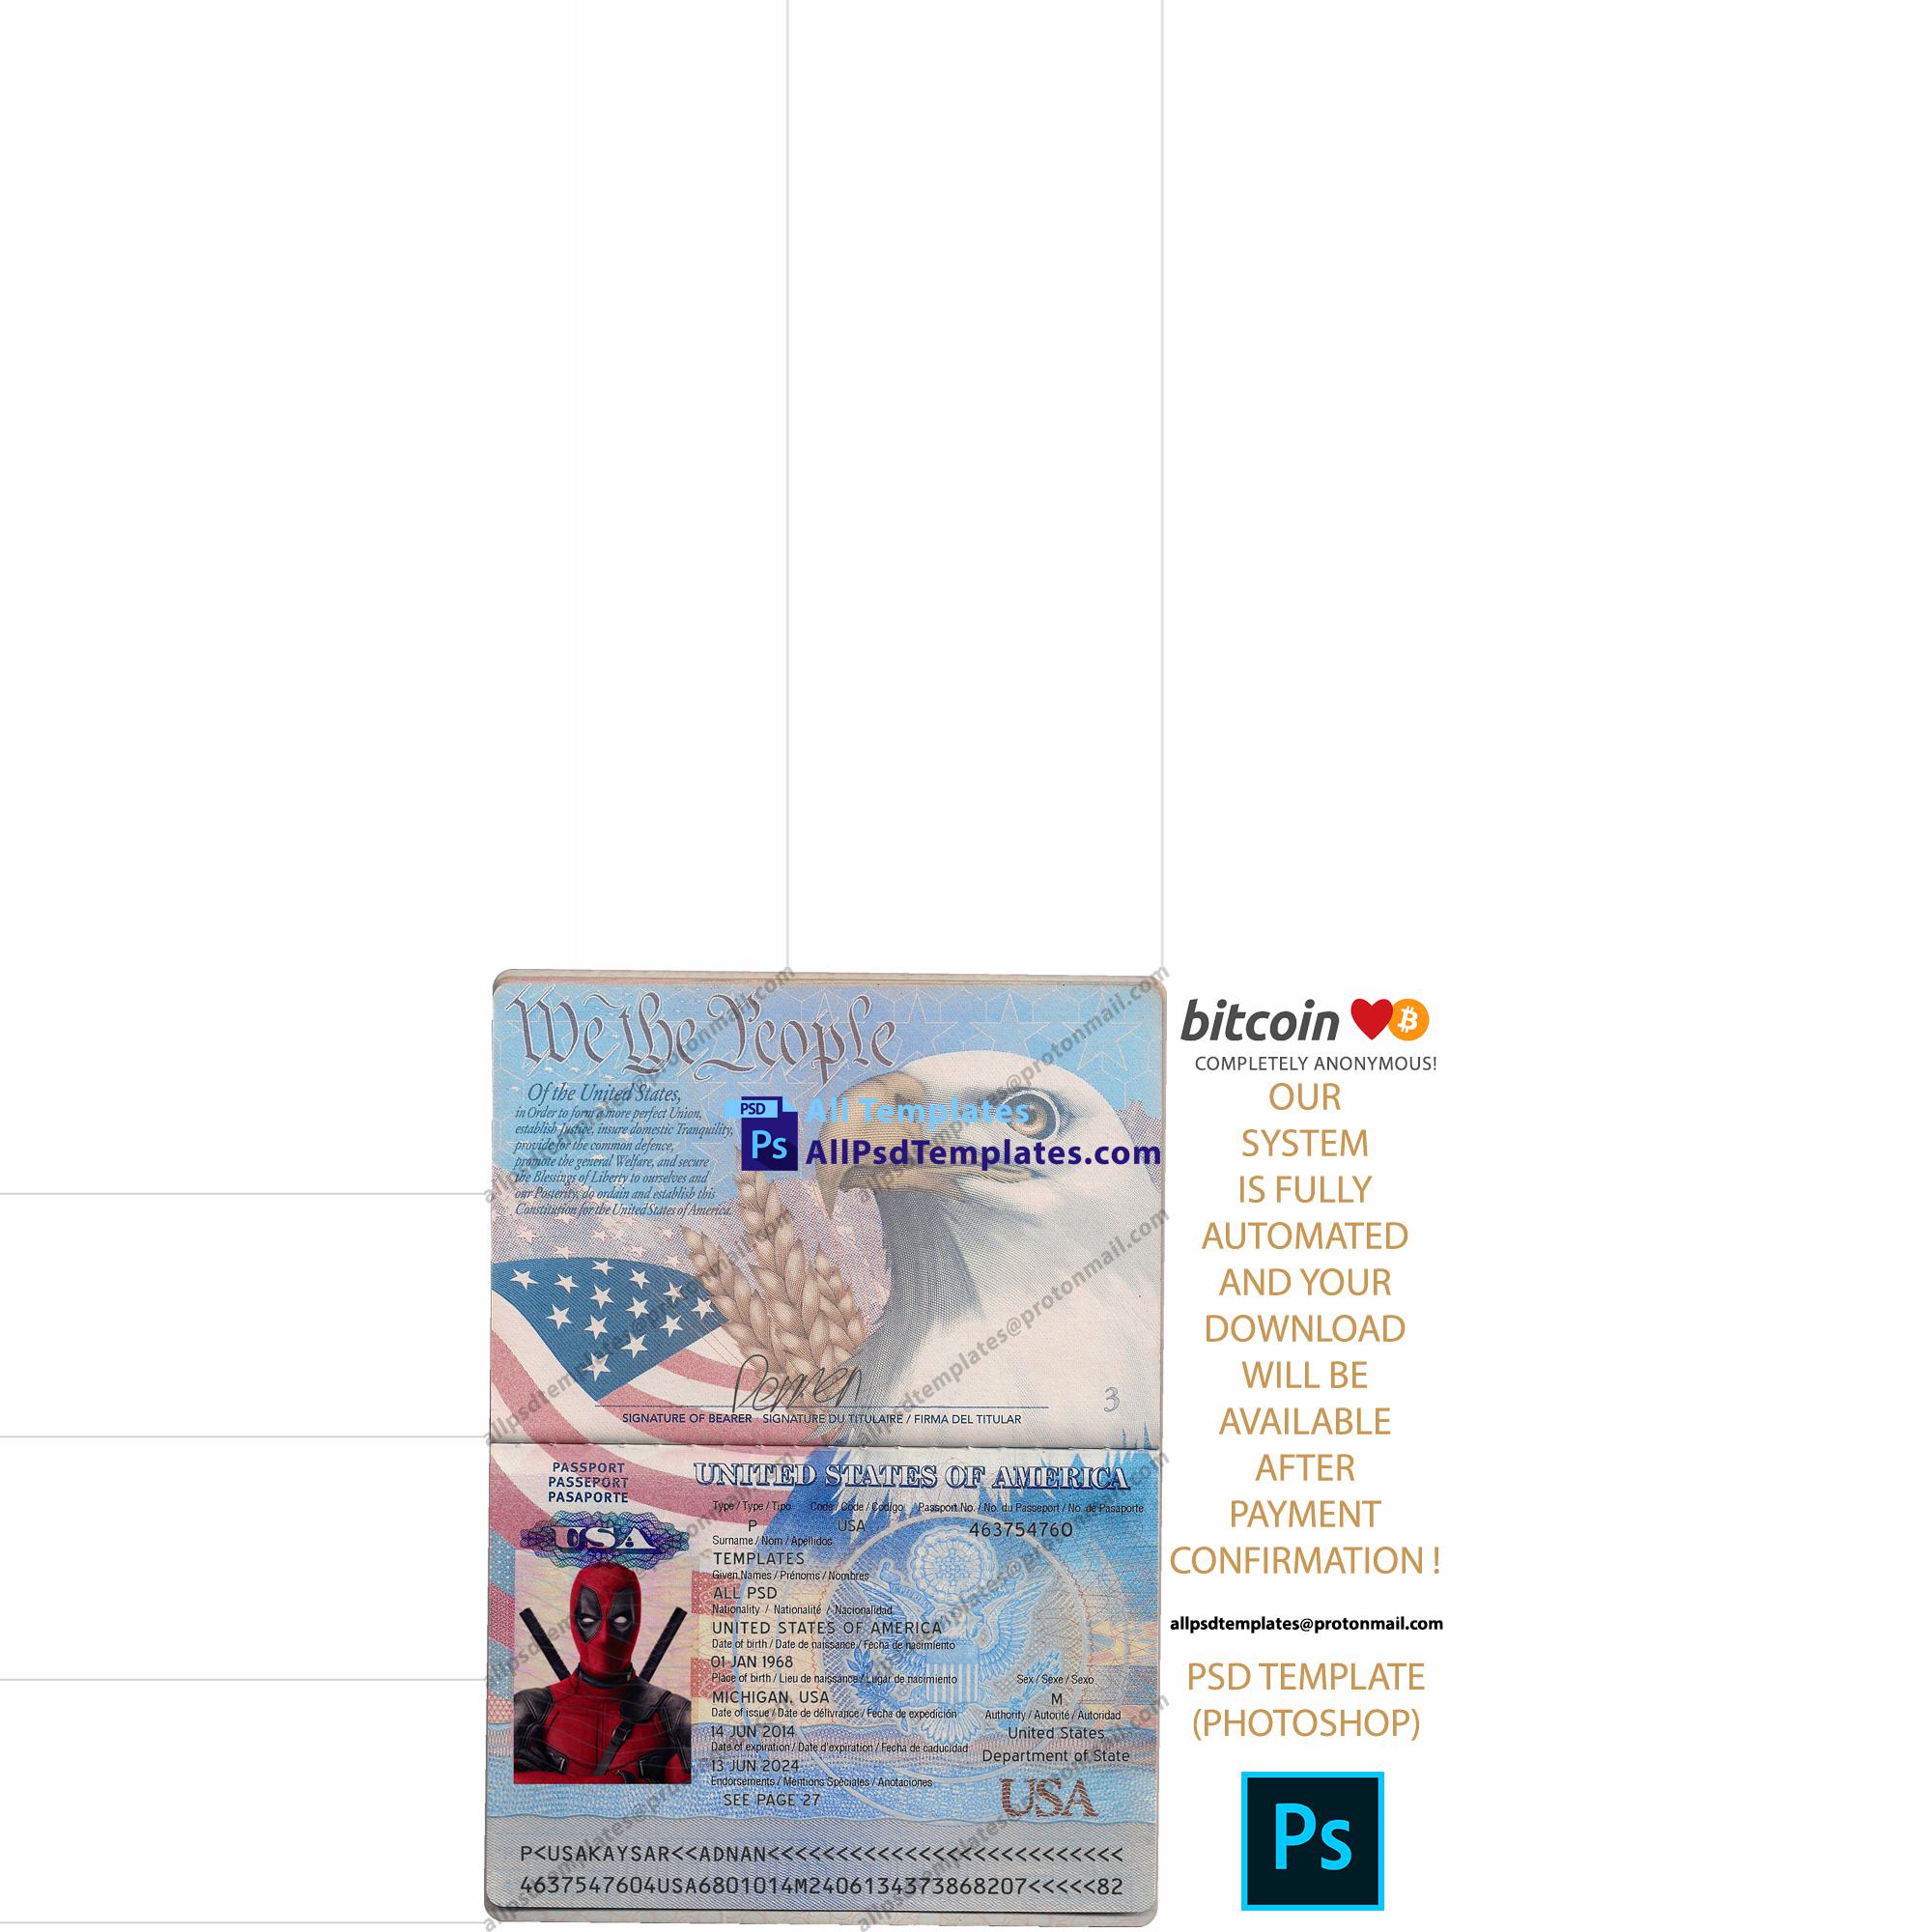 We the People
Of the United States,
in Order to form a more perfect Union,
establish Justice, insure domestic Tranquility,
provide for the common defence,
promote the general Welfare, and secure
the Blessings of Liberty to ourselves and
our Posterity, do ordain and establish this
Constitution for the United States of America.
PSD
Ps
All Templates
AllPsdTemplates.com
SIGNATURE OF BEARER SIGNATURE DU TITULAIRE / FIRMA DEL TITULAR
3
PASSPORT
PASSEPORT
PASAPORTE
USA
UNITED STATES OF AMERICA
Type / Type / Tipo Code / Code / Codigo Passport No. / No. du Passeport / No. de Pasaporte
P USA 463754760
Surname / Nom / Apellidos
TEMPLATES
Given Names / Prénoms / Nombres
ALL PSD
Nationality / Nationalité / Nacionalidad
UNITED STATES OF AMERICA
Date of birth / Date de naissance / Fecha de nacimiento
01 JAN 1968
Place of birth / Lieu de naissance / Lugar de nacimiento Sex / Sexe / Sexo
MICHIGAN, USA M
Date of issue / Date de délivrance / Fecha de expedición Authority / Autorité / Autoridad
14 JUN 2014 United States
Date of expiration / Date d'expiration / Fecha de caducidad Department of State
13 JUN 2024
Endorsements / Mentions Spéciales / Anotaciones
SEE PAGE 27
USA
P<USAKAYSAR<<ADNAN<<<<<<<<<<<<<<<<<<<<<<<<<<
4637547604USA6801014M2406134373868207<<<<<82
allpsdtemplates@protonmail.com
bitcoin
COMPLETELY ANONYMOUS!
OUR
SYSTEM
IS FULLY
AUTOMATED
AND YOUR
DOWNLOAD
WILL BE
AVAILABLE
AFTER
PAYMENT
CONFIRMATION !
allpsdtemplates@protonmail.com
PSD TEMPLATE
(PHOTOSHOP)
Ps